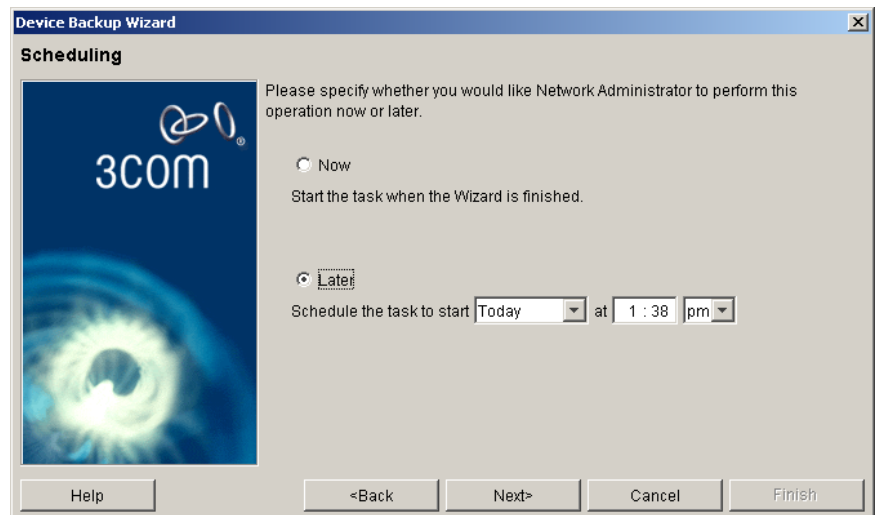 Device Backup Wizard
Scheduling
3COM
®
Please specify whether you would like Network Administrator to perform this
operation now or later.
Now
Start the task when the Wizard is finished.
Later
Schedule the task to start Today at 1 : 38 pm
Help <Back Next> Cancel Finish